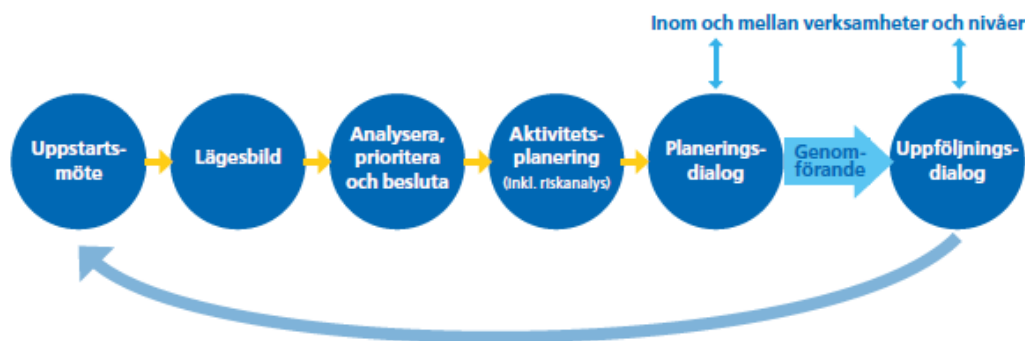 Inom och mellan verksamheter och nivåer
Uppstarts-
möte
Lägesbild
Analysera,
prioritera
och besluta
Aktivitets-
planering
(inkl. riskanalys)
Planerings-
dialog
Genom-
förande
Uppföljnings-
dialog